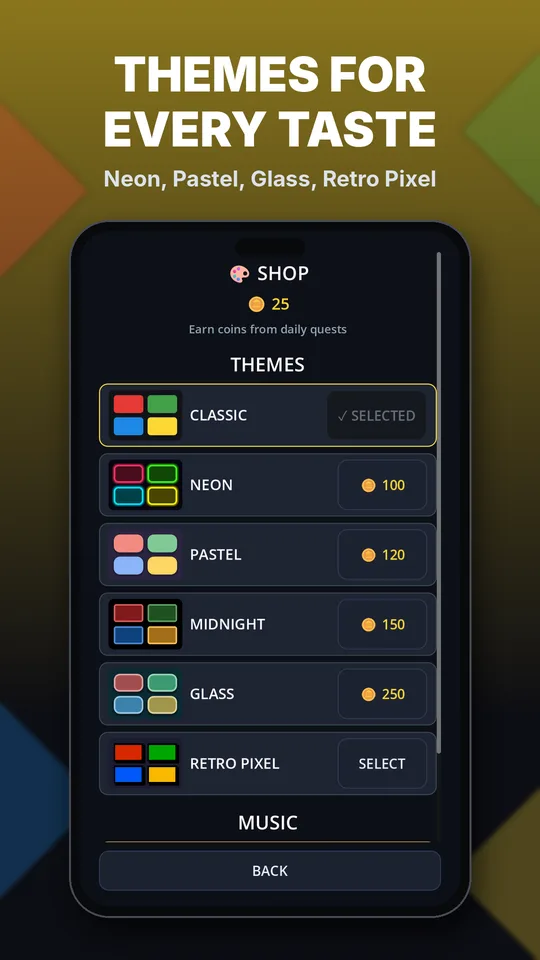 THEMES FOR
EVERY TASTE
Neon, Pastel, Glass, Retro Pixel
SHOP
25
Earn coins from daily quests
THEMES
CLASSIC
✓ SELECTED
NEON
100
PASTEL
120
MIDNIGHT
150
GLASS
250
RETRO PIXEL
SELECT
MUSIC
BACK